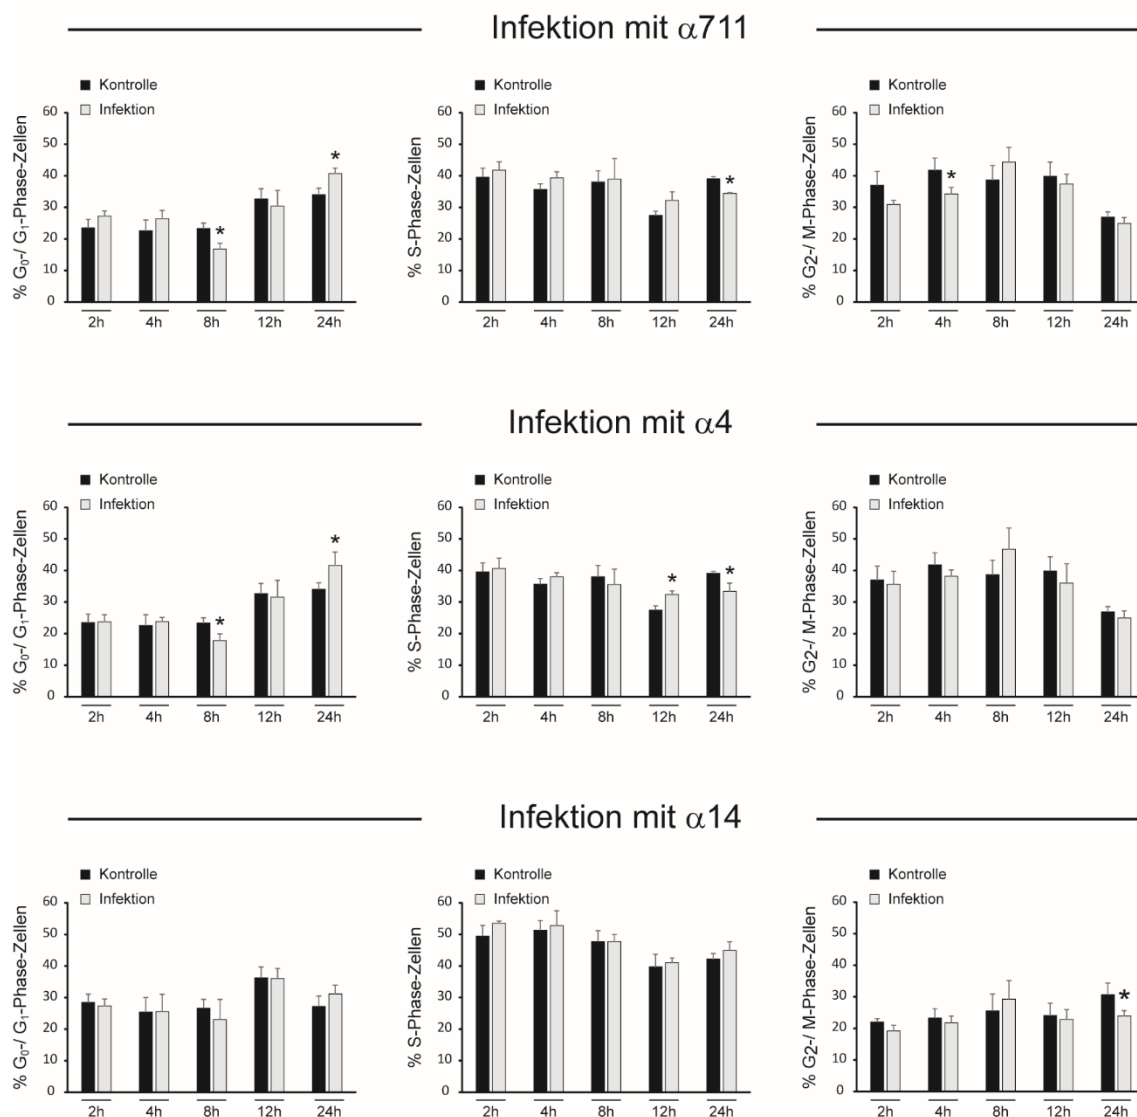 Infektion mit α711
Kontrolle
Infektion
% G₀-/ G₁-Phase-Zellen
60
50
40
30
20
10
0
*
*
2h 4h 8h 12h 24h
Kontrolle
Infektion
% S-Phase-Zellen
60
50
40
30
20
10
0
*
2h 4h 8h 12h 24h
Kontrolle
Infektion
% G2-/ M-Phase-Zellen
60
50
40
30
20
10
0
*
2h 4h 8h 12h 24h
Infektion mit α4
Kontrolle
Infektion
% G₀-/ G₁-Phase-Zellen
60
50
40
30
20
10
0
*
*
2h 4h 8h 12h 24h
Kontrolle
Infektion
% S-Phase-Zellen
60
50
40
30
20
10
0
* *
2h 4h 8h 12h 24h
Kontrolle
Infektion
% G2-/ M-Phase-Zellen
60
50
40
30
20
10
0
2h 4h 8h 12h 24h
Infektion mit α14
Kontrolle
Infektion
% G₀-/ G₁-Phase-Zellen
60
50
40
30
20
10
0
2h 4h 8h 12h 24h
Kontrolle
Infektion
% S-Phase-Zellen
60
50
40
30
20
10
0
2h 4h 8h 12h 24h
Kontrolle
Infektion
% G2-/ M-Phase-Zellen
60
50
40
30
20
10
0
*
2h 4h 8h 12h 24h